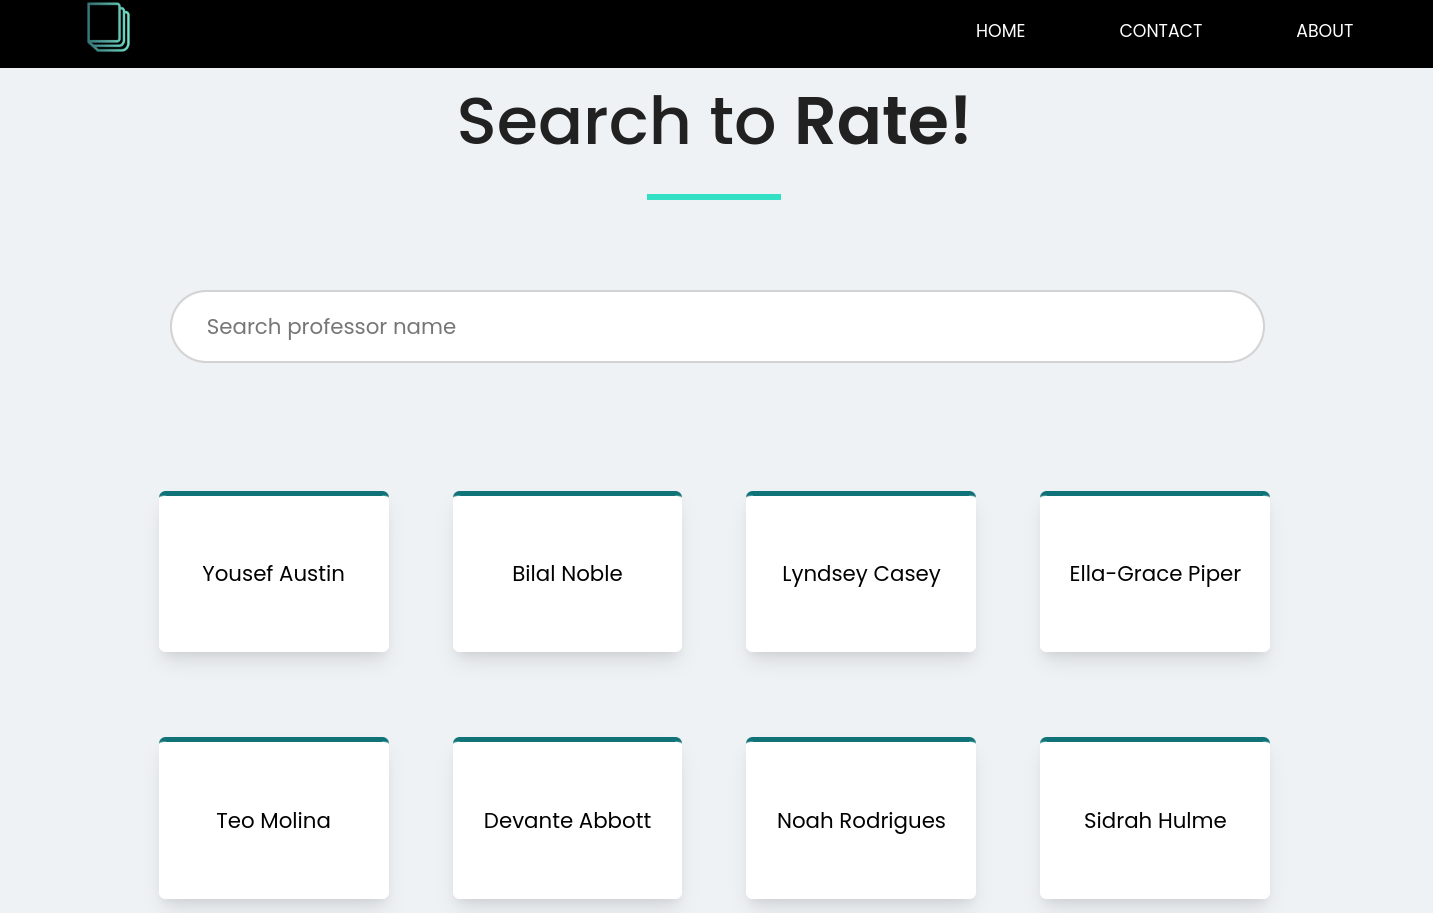 HOME CONTACT ABOUT
Search to Rate!
Search professor name
Yousef Austin
Bilal Noble
Lyndsey Casey
Ella-Grace Piper
Teo Molina
Devante Abbott
Noah Rodrigues
Sidrah Hulme